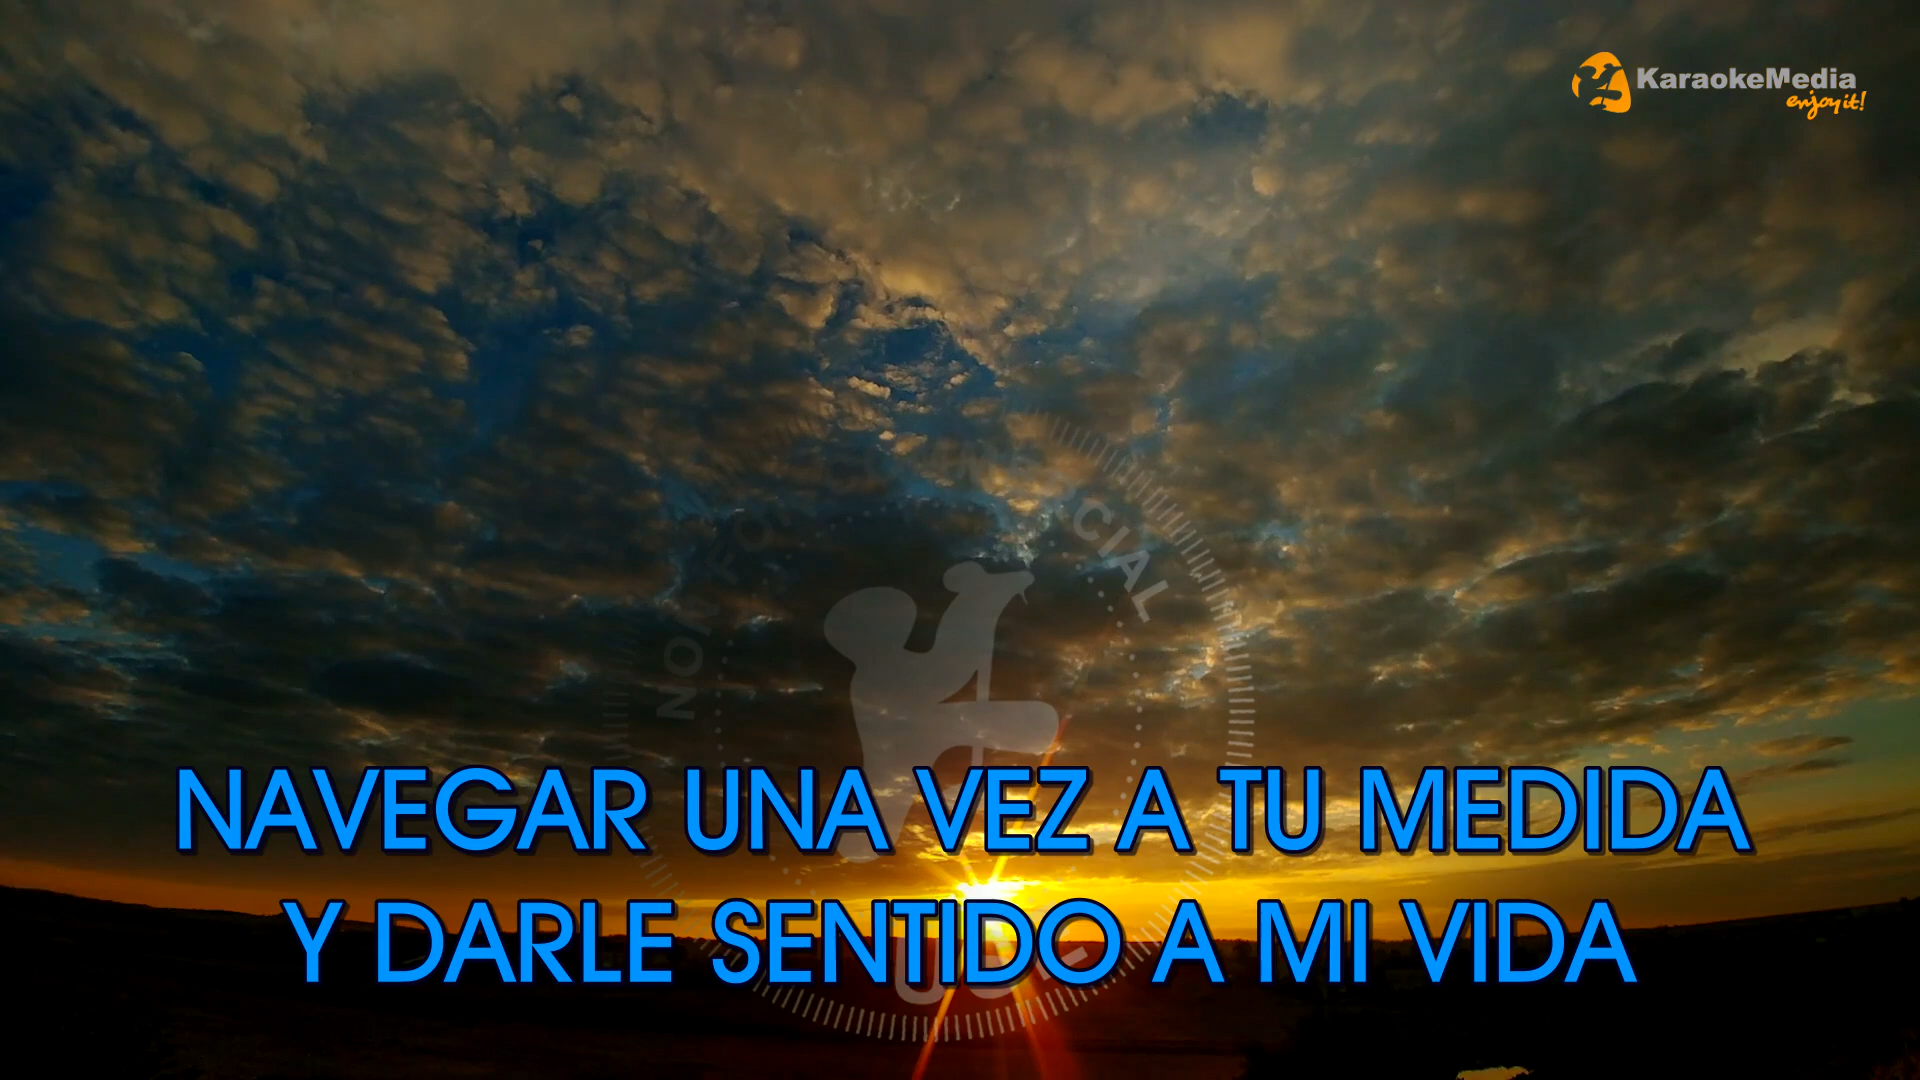 KaraokeMedia
enjoy it!
NAVEGAR UNA VEZ A TU MEDIDA
Y DARLE SENTIDO A MI VIDA